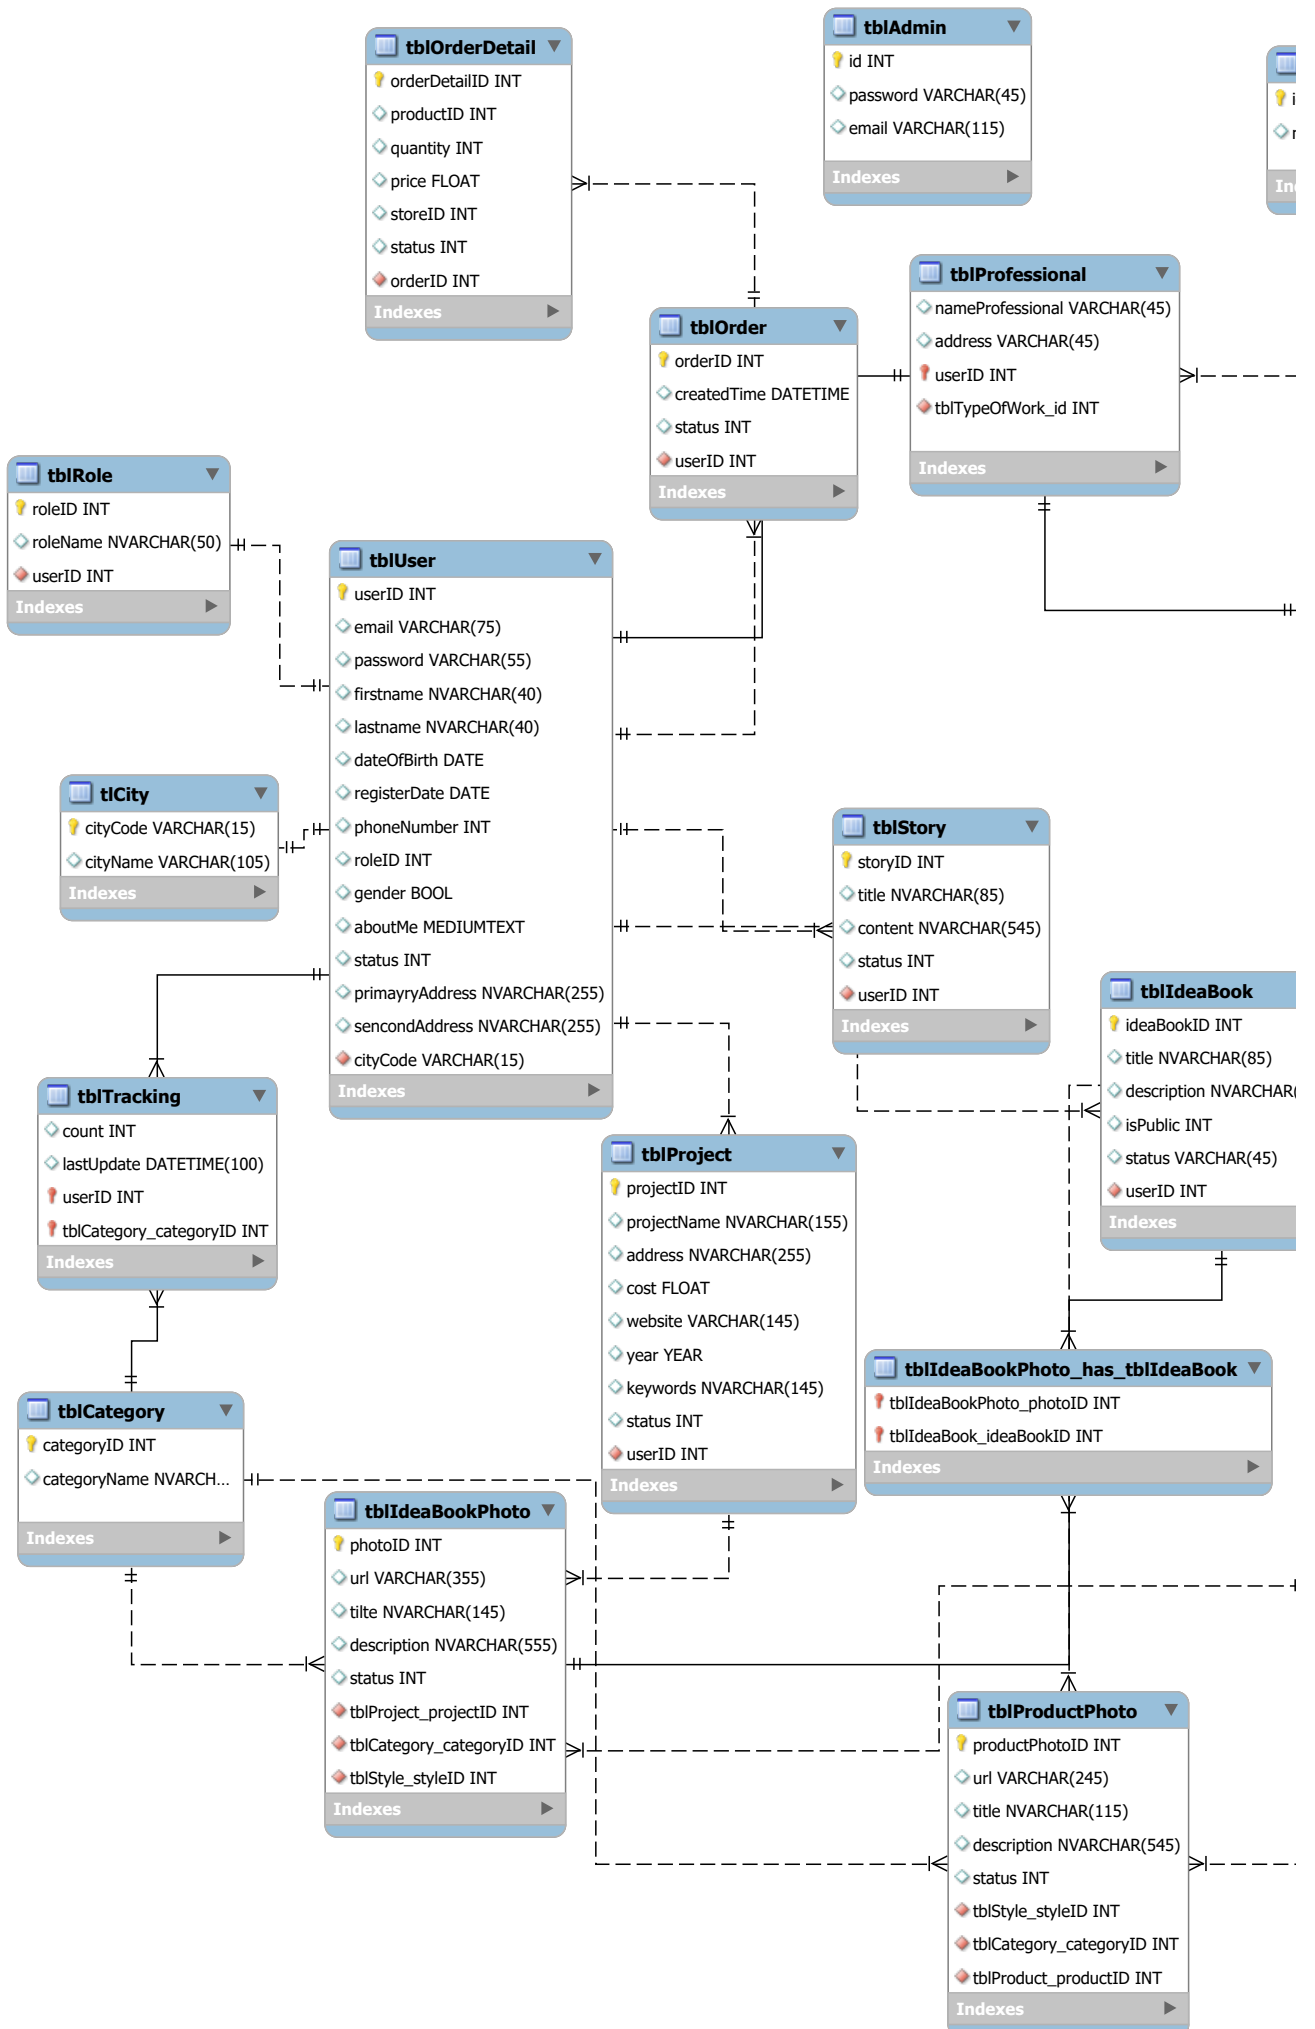 tblOrderDetail
orderDetailID INT
productID INT
quantity INT
price FLOAT
storeID INT
status INT
orderID INT
Indexes
tblAdmin
id INT
password VARCHAR(45)
email VARCHAR(115)
Indexes
tblProfessional
nameProfessional VARCHAR(45)
address VARCHAR(45)
userID INT
tblTypeOfWork_id INT
Indexes
tblOrder
orderID INT
createdTime DATETIME
status INT
userID INT
Indexes
tblRole
roleID INT
roleName NVARCHAR(50)
userID INT
Indexes
tblUser
userID INT
email VARCHAR(75)
password VARCHAR(55)
firstname NVARCHAR(40)
lastname NVARCHAR(40)
dateOfBirth DATE
registerDate DATE
phoneNumber INT
roleID INT
gender BOOL
aboutMe MEDIUMTEXT
status INT
primayryAddress NVARCHAR(255)
sencondAddress NVARCHAR(255)
cityCode VARCHAR(15)
Indexes
tlCity
cityCode VARCHAR(15)
cityName VARCHAR(105)
Indexes
tblStory
storyID INT
title NVARCHAR(85)
content NVARCHAR(545)
status INT
userID INT
Indexes
tblIdeaBook
ideaBookID INT
title NVARCHAR(85)
description NVARCHAR(
isPublic INT
status VARCHAR(45)
userID INT
Indexes
tblTracking
count INT
lastUpdate DATETIME(100)
userID INT
tblCategory_categoryID INT
Indexes
tblProject
projectID INT
projectName NVARCHAR(155)
address NVARCHAR(255)
cost FLOAT
website VARCHAR(145)
year YEAR
keywords NVARCHAR(145)
status INT
userID INT
Indexes
tblIdeaBookPhoto_has_tblIdeaBook
tblIdeaBookPhoto_photoID INT
tblIdeaBook_ideaBookID INT
Indexes
tblCategory
categoryID INT
categoryName NVARCH...
Indexes
tblIdeaBookPhoto
photoID INT
url VARCHAR(355)
tilte NVARCHAR(145)
description NVARCHAR(555)
status INT
tblProject_projectID INT
tblCategory_categoryID INT
tblStyle_styleID INT
Indexes
tblProductPhoto
productPhotoID INT
url VARCHAR(245)
title NVARCHAR(115)
description NVARCHAR(545)
status INT
tblStyle_styleID INT
tblCategory_categoryID INT
tblProduct_productID INT
Indexes